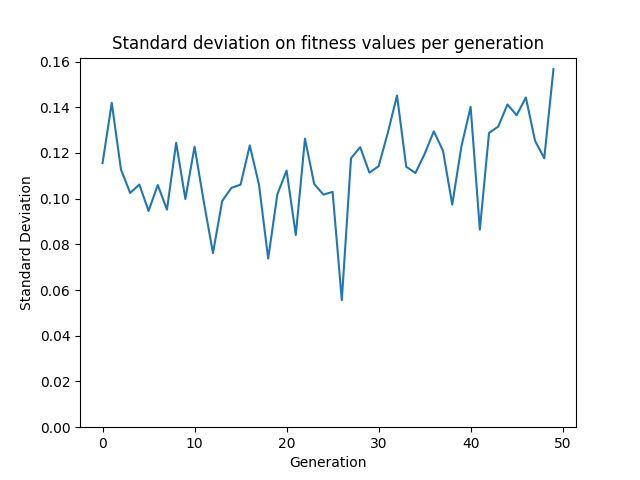 Standard deviation on fitness values per generation
0.16
0.14
0.12
0.10
0.08
0.06
0.04
0.02
0.00
Standard Deviation
0 10 20 30 40 50
Generation